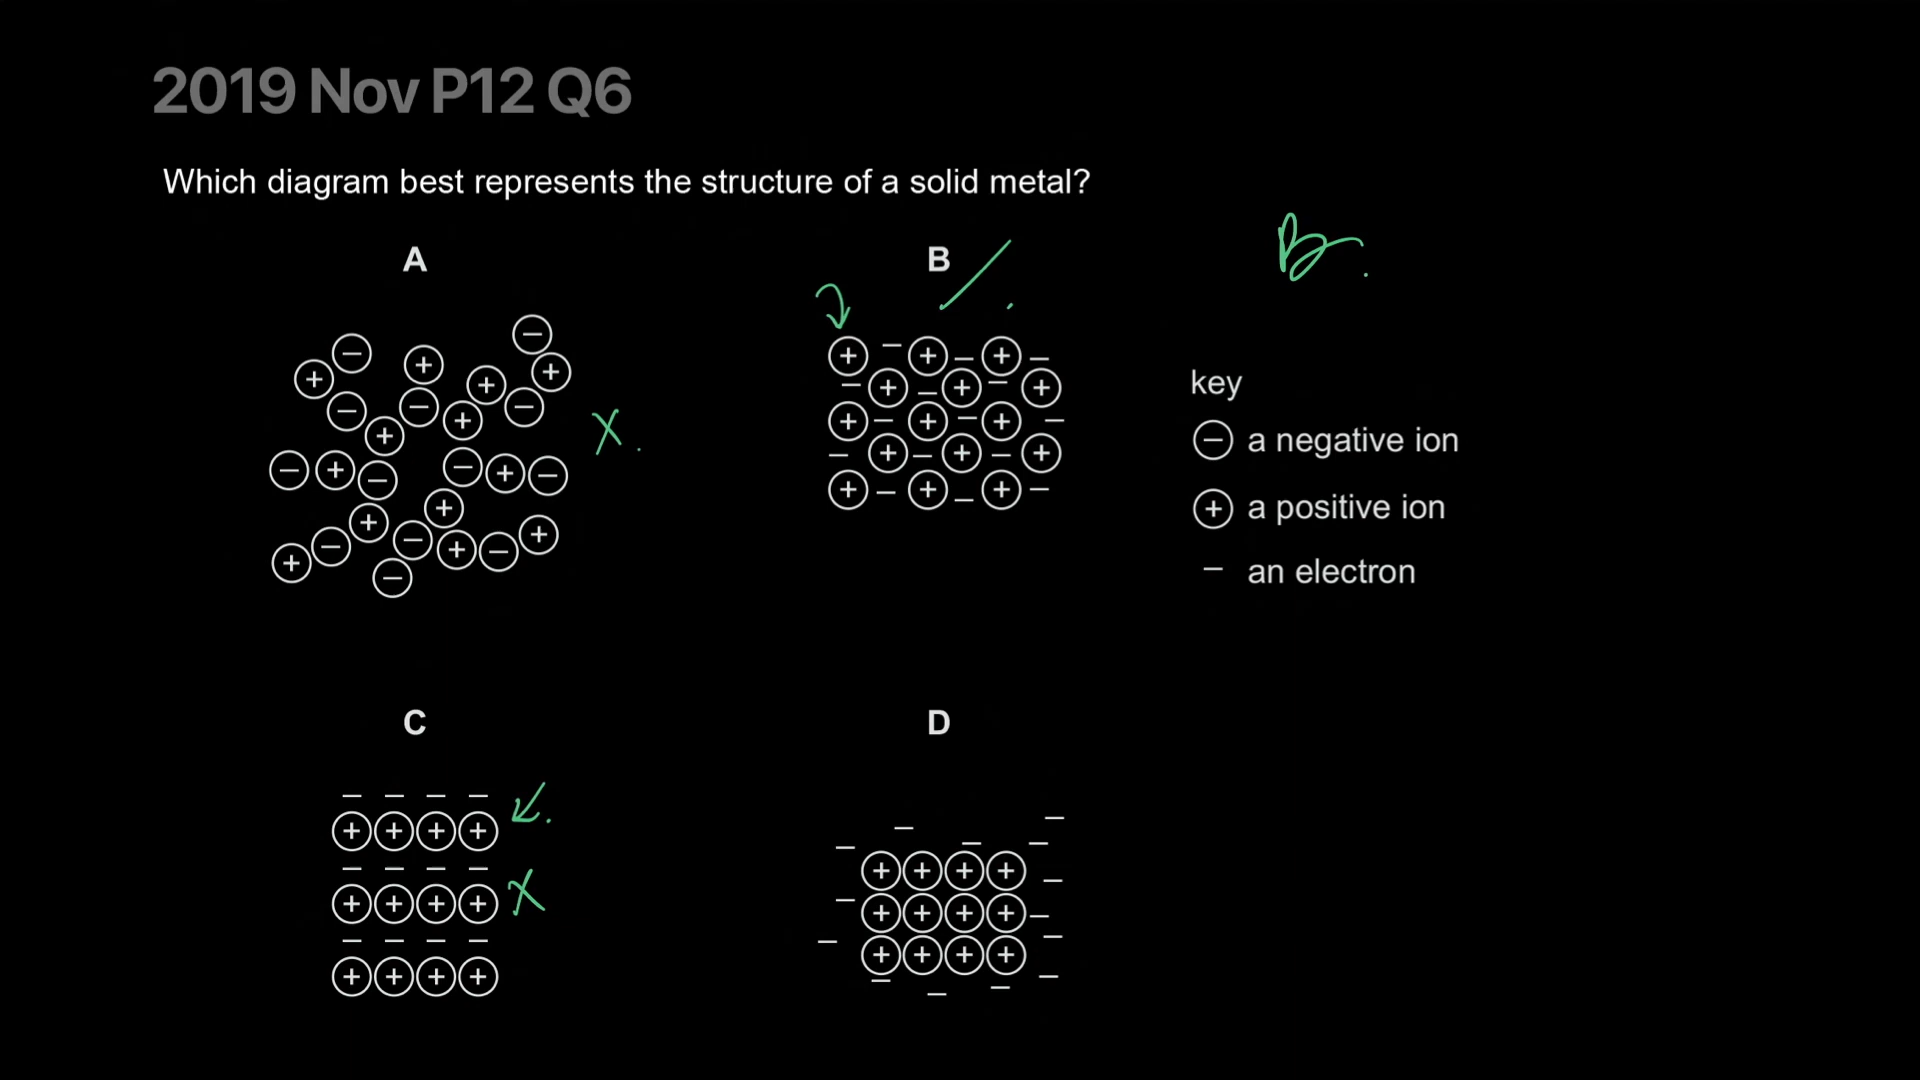 2019 Nov P12 Q6
Which diagram best represents the structure of a solid metal?
A
B
B.
key
− a negative ion
+ a positive ion
− an electron
C
D